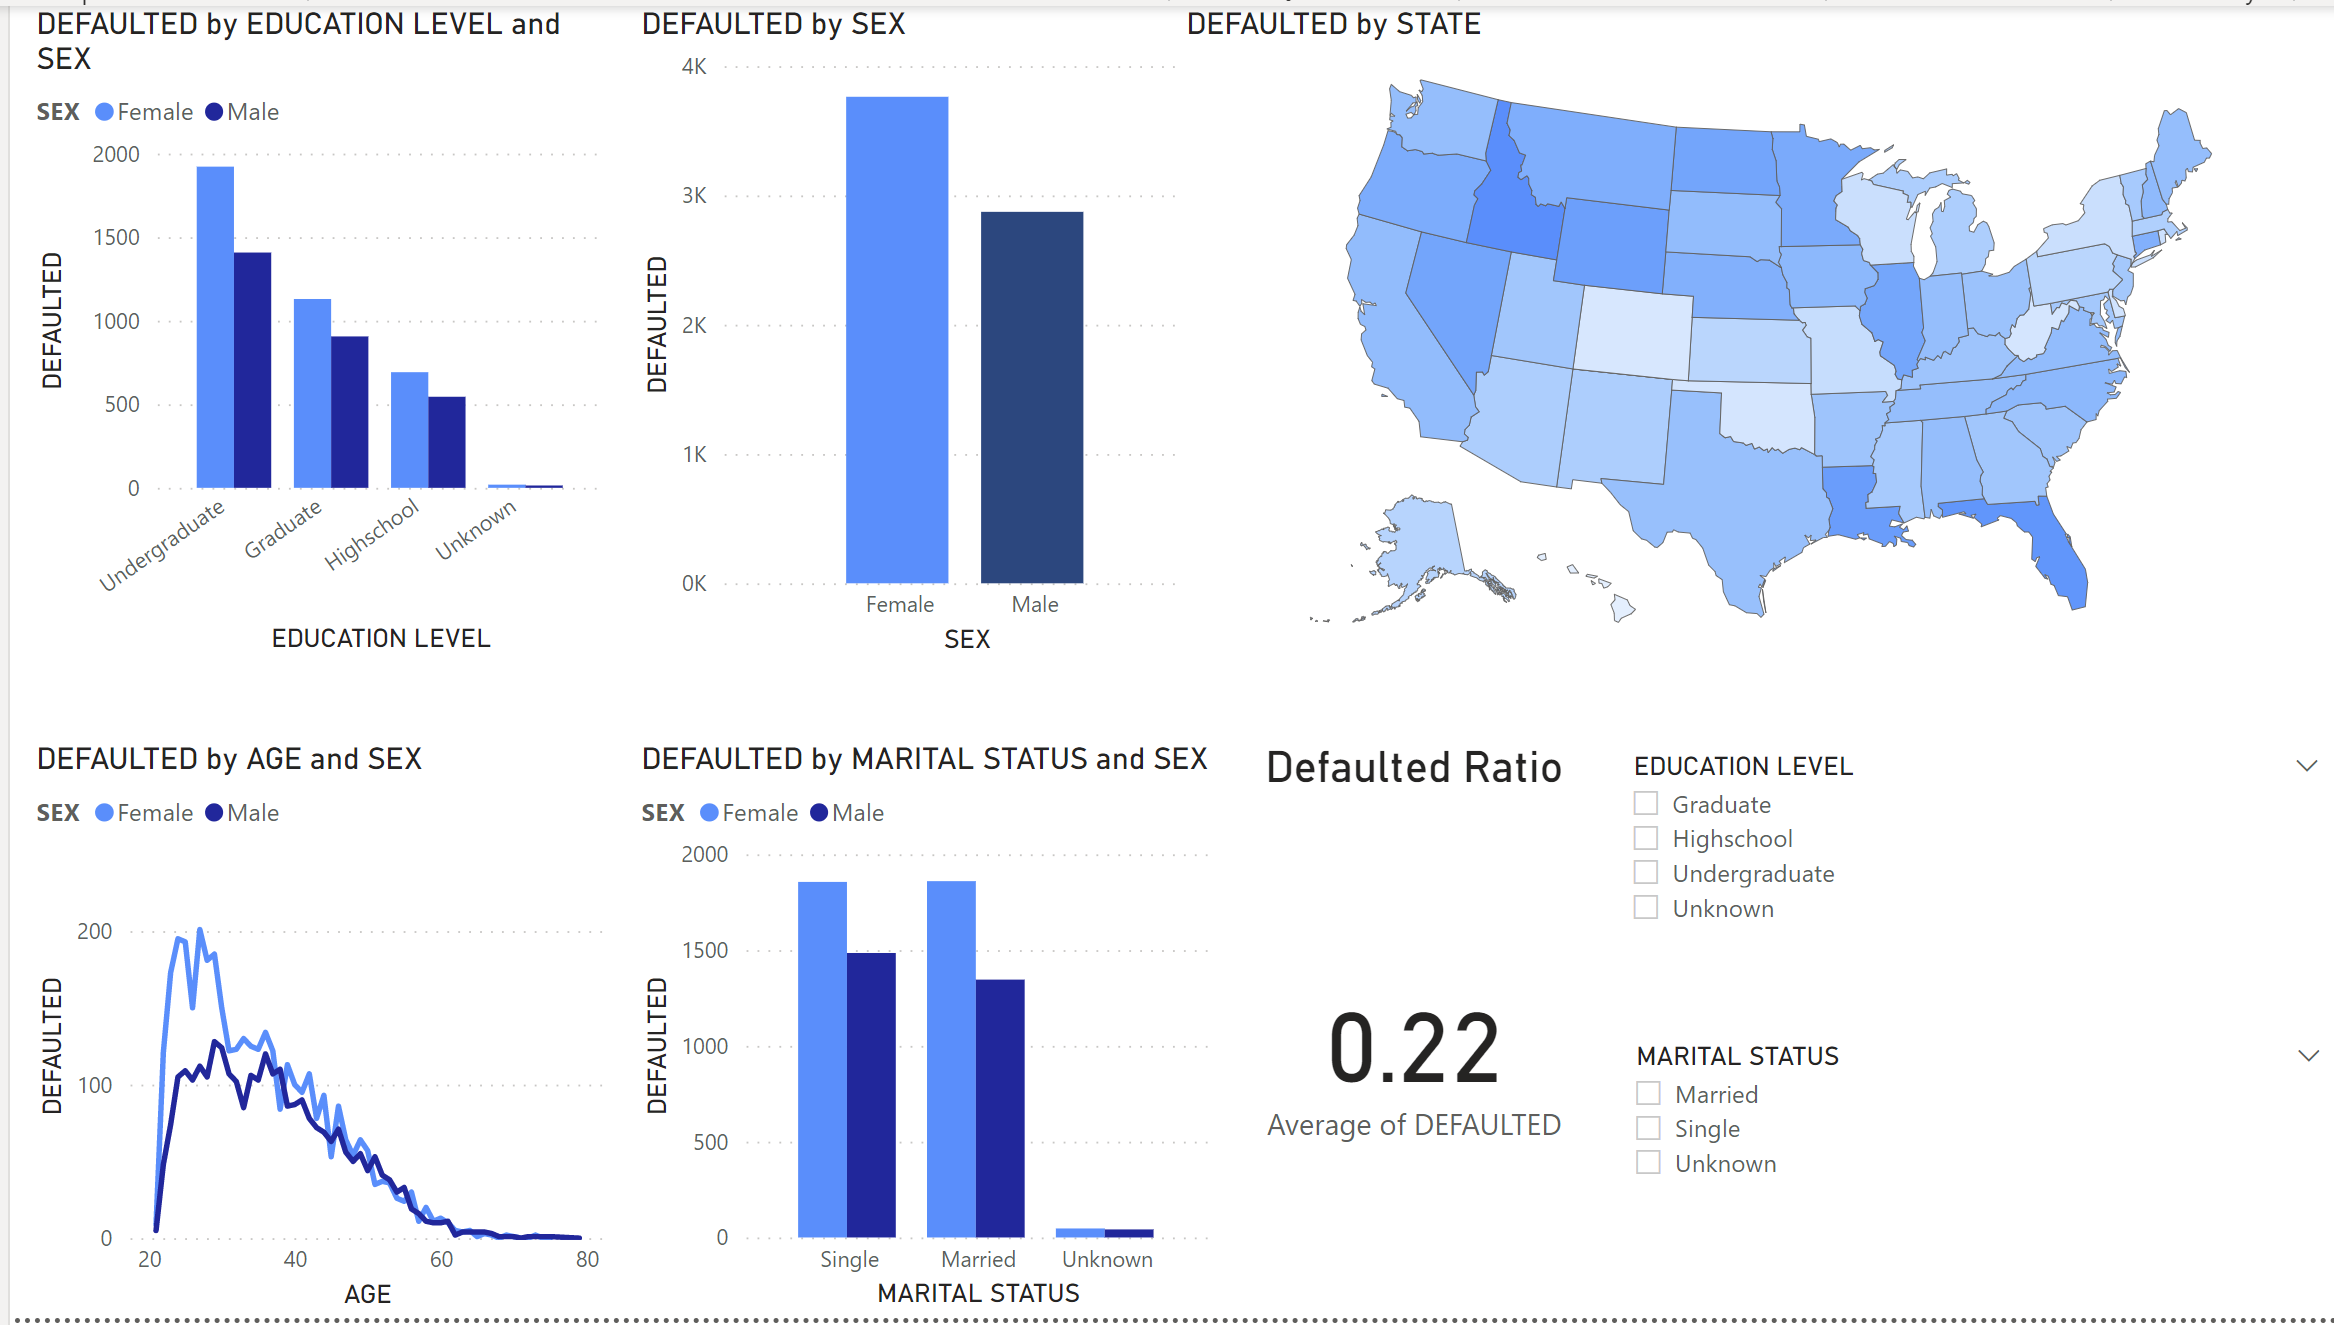 DEFAULTED by EDUCATION LEVEL and
SEX
SEX Female Male
DEFAULTED
2000
1500
1000
500
0
Undergraduate
Graduate
Highschool
Unknown
EDUCATION LEVEL
DEFAULTED by SEX
DEFAULTED
4K
3K
2K
1K
0K
Female Male
SEX
DEFAULTED by STATE
DEFAULTED by AGE and SEX
SEX Female Male
DEFAULTED
200
100
0
20 40 60 80
AGE
DEFAULTED by MARITAL STATUS and SEX
SEX Female Male
DEFAULTED
2000
1500
1000
500
0
Single Married Unknown
MARITAL STATUS
Defaulted Ratio
0.22
Average of DEFAULTED
EDUCATION LEVEL
Graduate
Highschool
Undergraduate
Unknown
MARITAL STATUS
Married
Single
Unknown